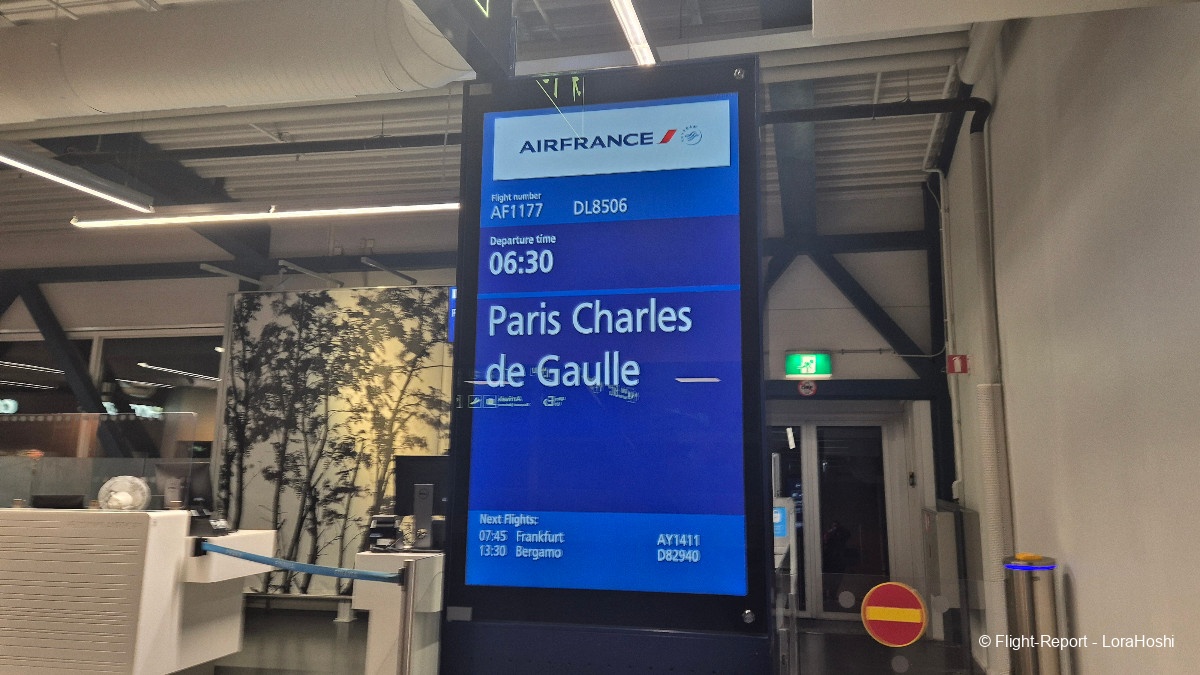 AIRFRANCE
Flight number
AF1177 DL8506
Departure time
06:30
Paris Charles
de Gaulle
Next Flights:
07:45 Frankfurt AY1411
13:30 Bergamo D82940
© Flight-Report - LoraHoshi